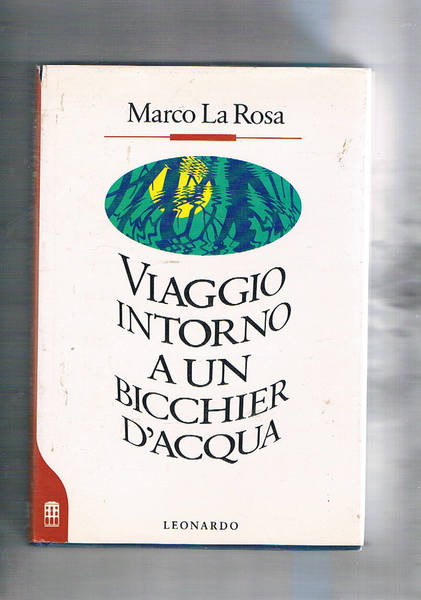 Marco La Rosa
VIAGGIO
INTORNO
A UN
BICCHIER
D'ACQUA
LEONARDO